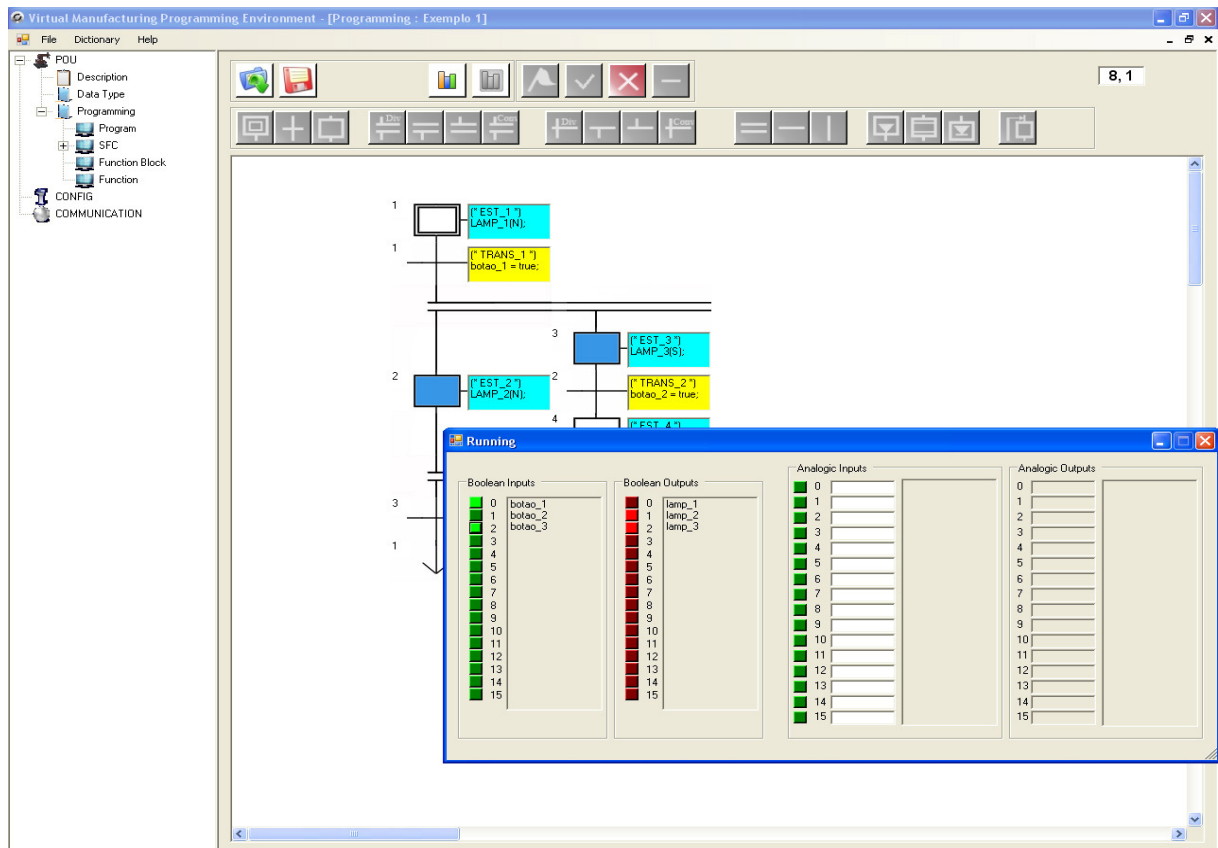 Virtual Manufacturing Programming Environment - [Programming : Exemplo 1]
File Dictionary Help
POU
Description
Data Type
Programming
Program
SFC
Function Block
Function
CONFIG
COMMUNICATION
8, 1
Div
Conv
Div
Conv
1
(* EST_1 *)
LAMP_1(N);
1
(* TRANS_1 *)
botao_1 = true;
3
(* EST_3 *)
LAMP_3(S);
2
(* EST_2 *)
LAMP_2(N);
2
(* TRANS_2 *)
botao_2 = true;
4
(* EST_4 *)
3
1
Running
Boolean Inputs
0 botao_1
1 botao_2
2 botao_3
3
4
5
6
7
8
9
10
11
12
13
14
15
Boolean Outputs
0 lamp_1
1 lamp_2
2 lamp_3
3
4
5
6
7
8
9
10
11
12
13
14
15
Analogic Inputs
0
1
2
3
4
5
6
7
8
9
10
11
12
13
14
15
Analogic Outputs
0
1
2
3
4
5
6
7
8
9
10
11
12
13
14
15